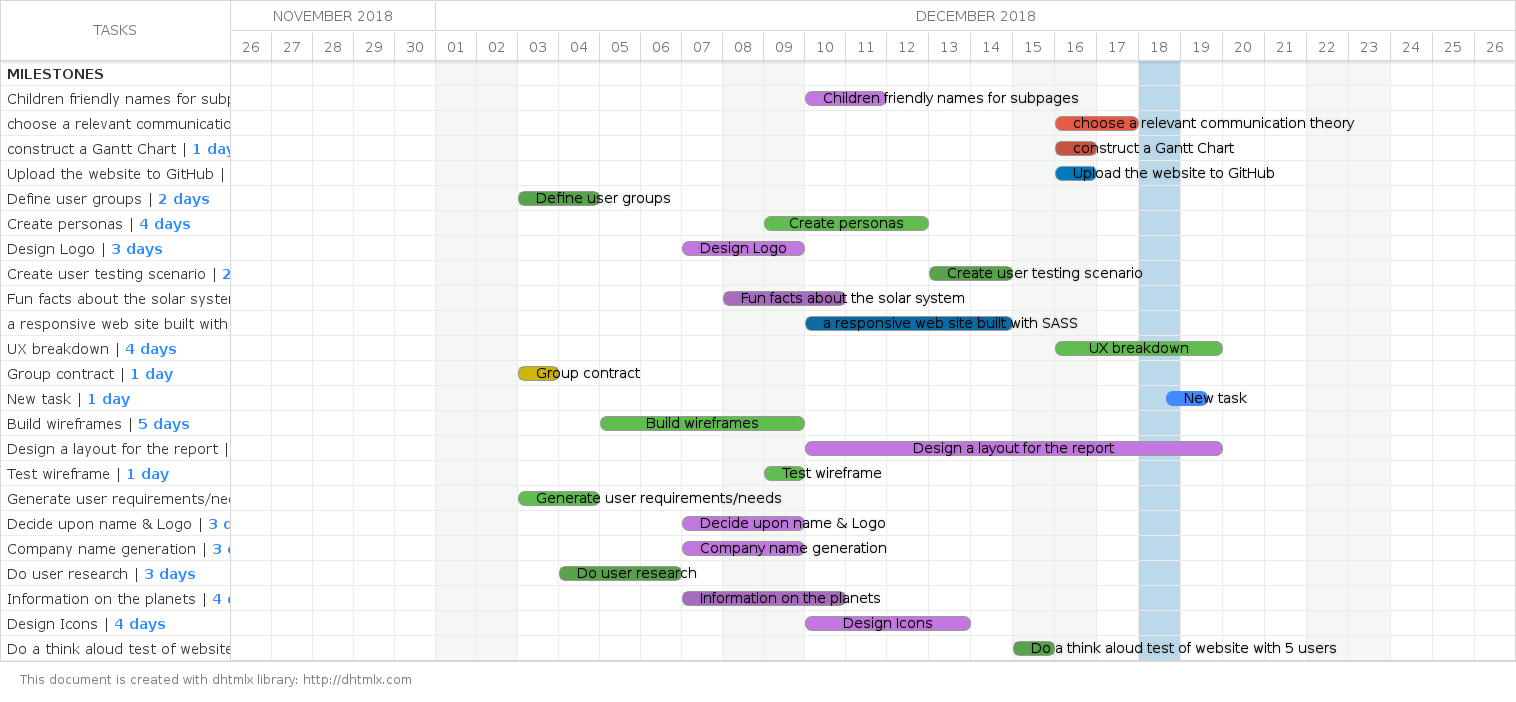 TASKS NOVEMBER 2018 DECEMBER 2018
26 27 28 29 30 01 02 03 04 05 06 07 08 09 10 11 12 13 14 15 16 17 18 19 20 21 22 23 24 25 26
MILESTONES
Children friendly names for subp Children friendly names for subpages
choose a relevant communicatio choose a relevant communication theory
construct a Gantt Chart | 1 day construct a Gantt Chart
Upload the website to GitHub | Upload the website to GitHub
Define user groups | 2 days Define user groups
Create personas | 4 days Create personas
Design Logo | 3 days Design Logo
Create user testing scenario | 2 Create user testing scenario
Fun facts about the solar system Fun facts about the solar system
a responsive web site built with a responsive web site built with SASS
UX breakdown | 4 days UX breakdown
Group contract | 1 day Group contract
New task | 1 day New task
Build wireframes | 5 days Build wireframes
Design a layout for the report | Design a layout for the report
Test wireframe | 1 day Test wireframe
Generate user requirements/nee Generate user requirements/needs
Decide upon name & Logo | 3 d Decide upon name & Logo
Company name generation | 3 d Company name generation
Do user research | 3 days Do user research
Information on the planets | 4 d Information on the planets
Design Icons | 4 days Design Icons
Do a think aloud test of website Do a think aloud test of website with 5 users
This document is created with dhtmlx library: http://dhtmlx.com